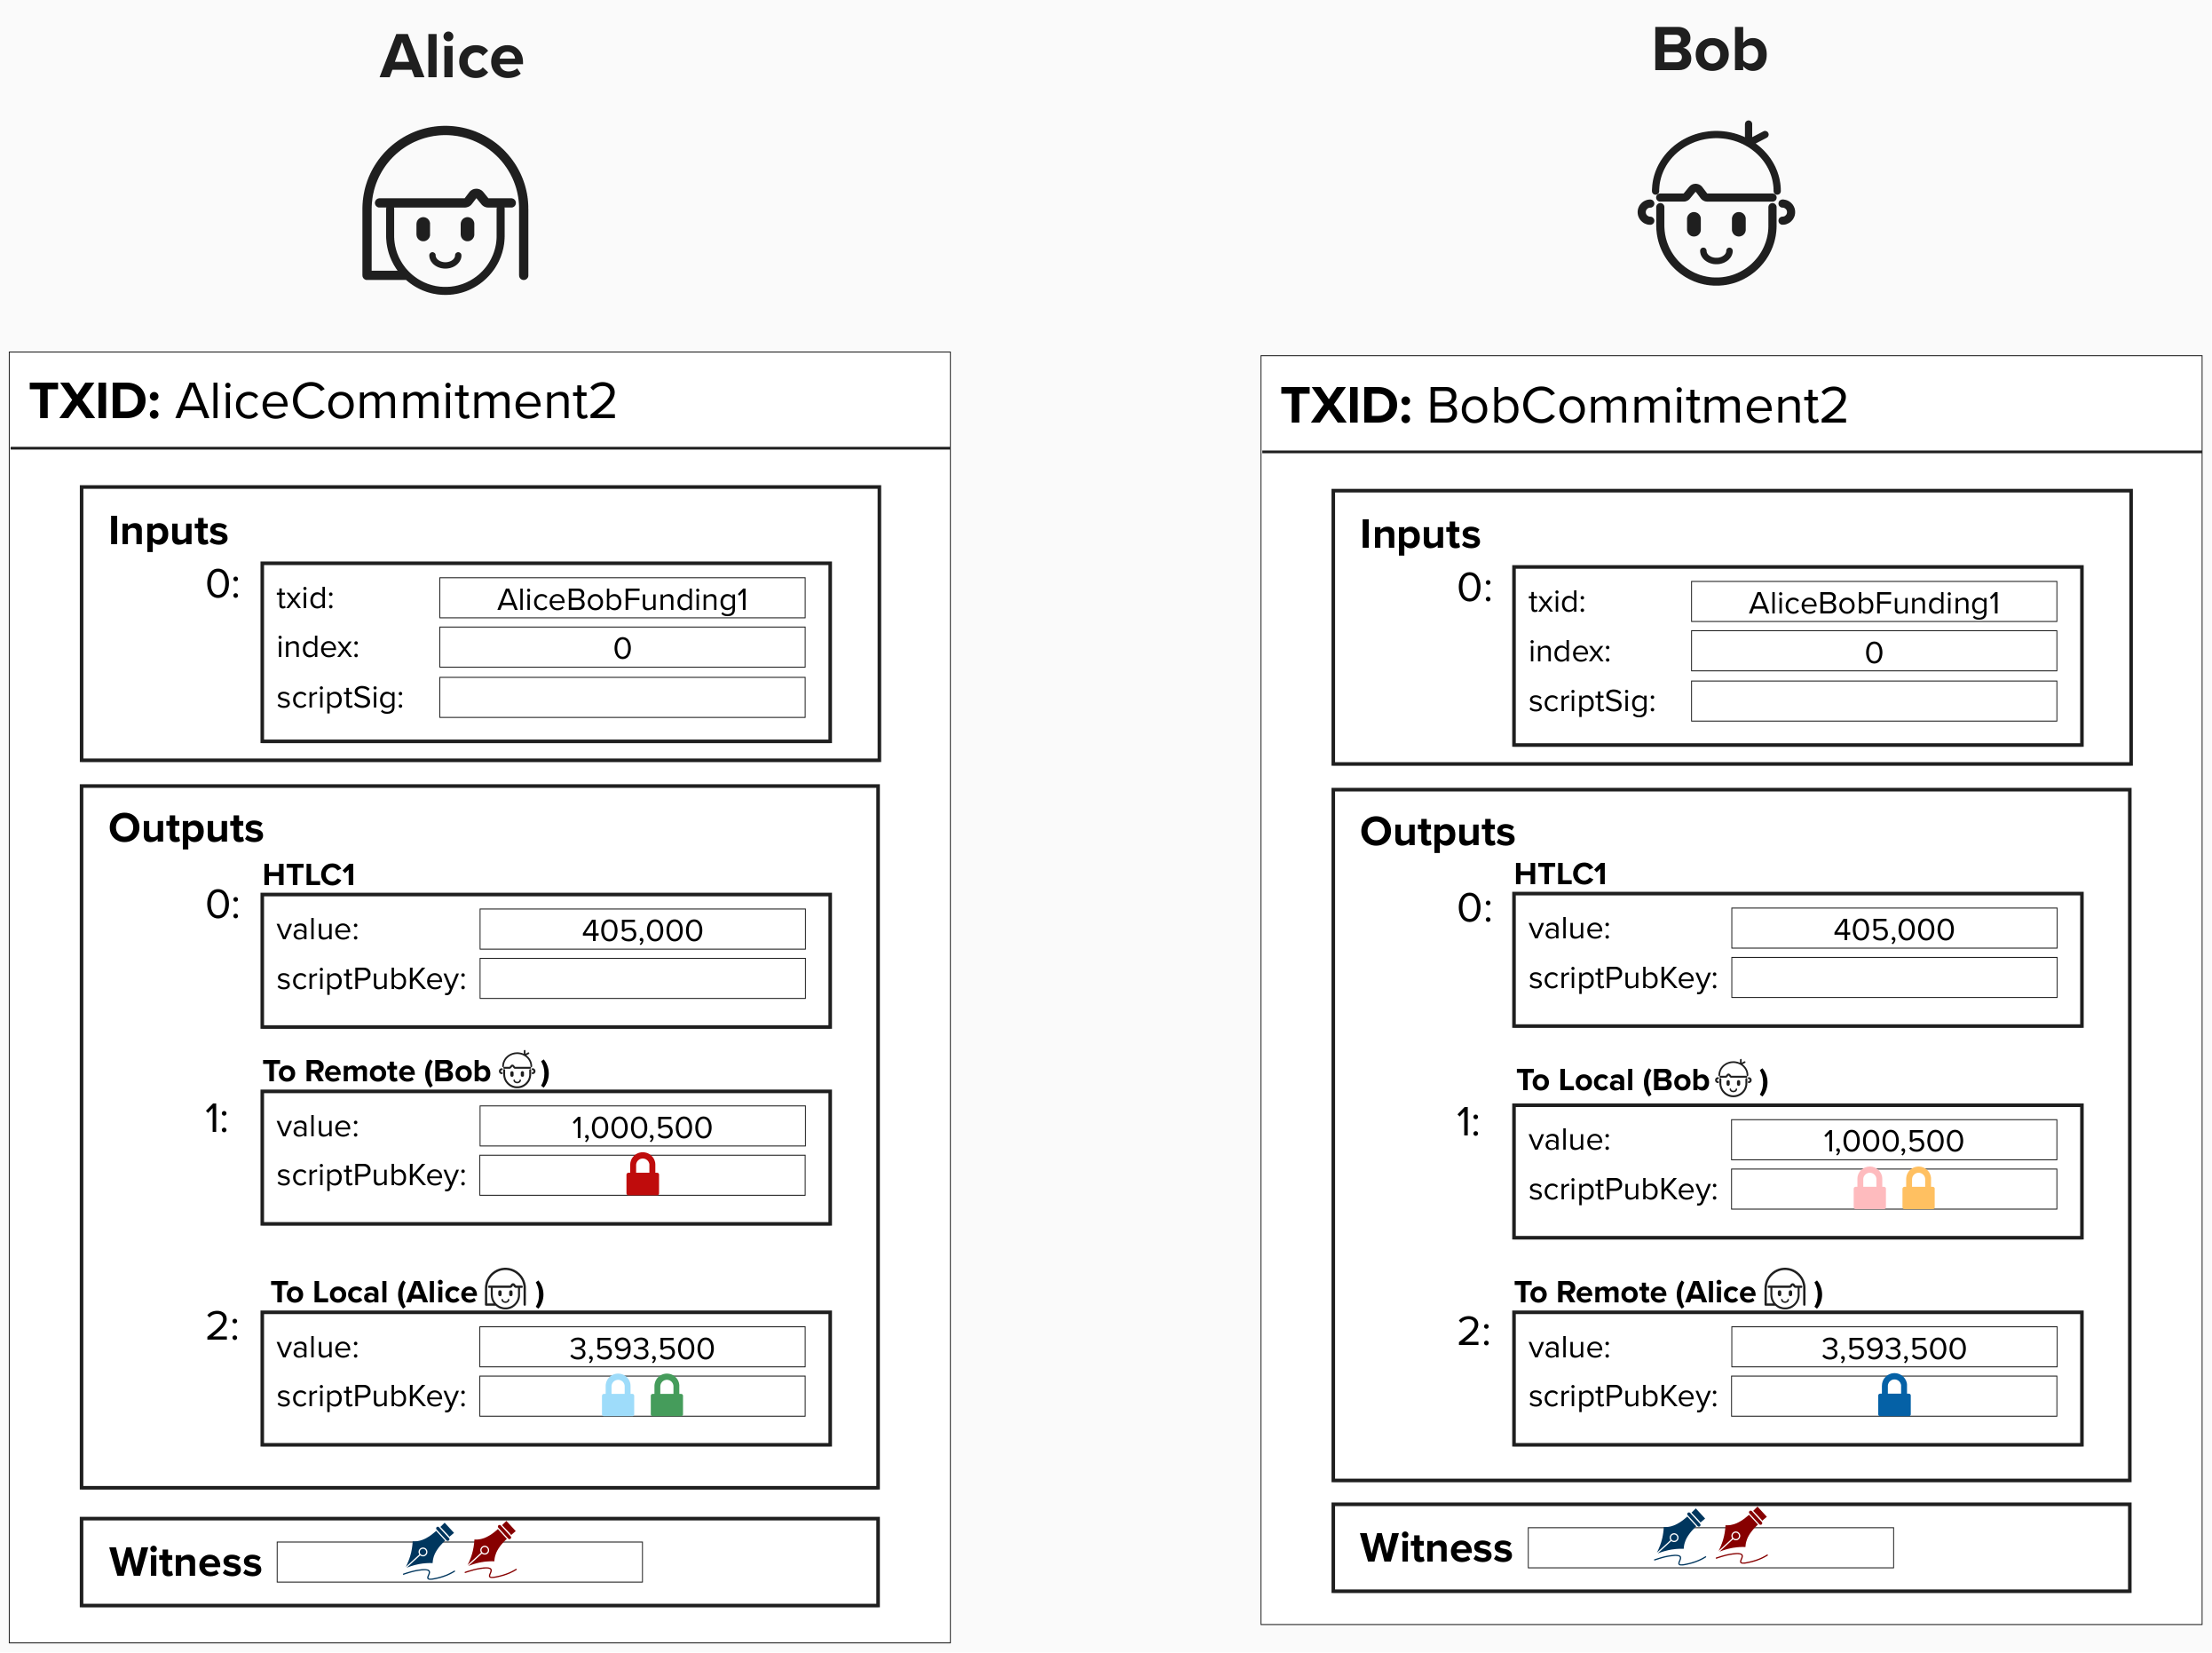 Alice
TXID: AliceCommitment2
Inputs
0:
txid: AliceBobFunding1
index: 0
scriptSig:
Outputs
HTLC1
0:
value: 405,000
scriptPubKey:
To Remote (Bob )
1:
value: 1,000,500
scriptPubKey:
To Local (Alice )
2:
value: 3,593,500
scriptPubKey:
Witness
Bob
TXID: BobCommitment2
Inputs
0:
txid: AliceBobFunding1
index: 0
scriptSig:
Outputs
HTLC1
0:
value: 405,000
scriptPubKey:
To Local (Bob )
1:
value: 1,000,500
scriptPubKey:
To Remote (Alice )
2:
value: 3,593,500
scriptPubKey:
Witness